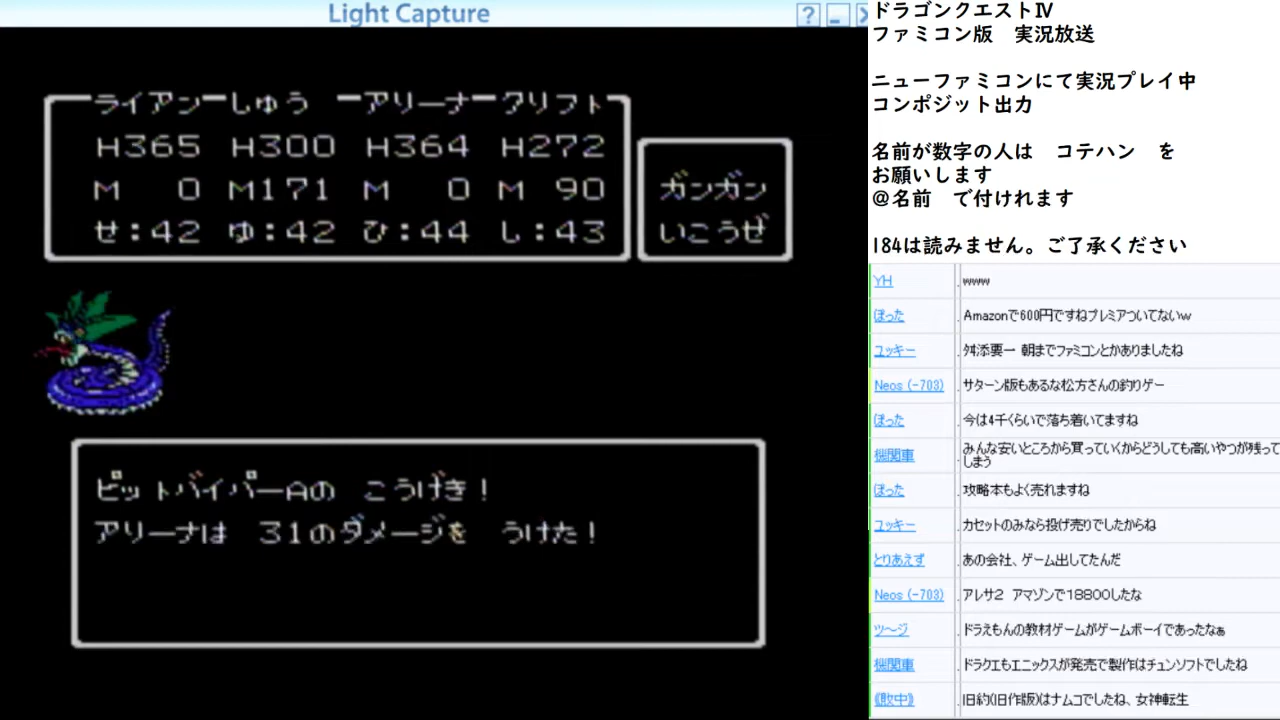 Light Capture
ライアン しゅう アリーナ クリフト
H365 H300 H364 H272
M 0 M171 M 0 M 90
せ:42 ゆ:42 ひ:44 し:43
ガンガン
いこうぜ
ピットバイパーAの こうげき!
アリーナは 31のダメージを うけた!
ドラゴンクエストⅣ
ファミコン版 実況放送
ニューファミコンにて実況プレイ中
コンポジット出力
名前が数字の人は コテハン を
お願いします
@名前 で付けれます
184は読みません。ご了承ください
YH www
ぽった Amazonで600円ですねプレミアついてないw
ユッキー 舛添要一 朝までファミコンとかありましたね
Neos (-703) サターン版もあるな松方さんの釣りゲー
ぽった 今は4千くらいで落ち着いてますね
機関車 みんな安いところから買っていくからどうしても高いやつが残って
しまう
ぽった 攻略本もよく売れますね
ユッキー カセットのみなら投げ売りでしたからね
とりあえず あの会社、ゲーム出してたんだ
Neos (-703) アレサ2 アマゾンで18800したな
ツ～ジ ドラえもんの教材ゲームがゲームボーイであったなぁ
機関車 ドラクエもエニックスが発売で製作はチュンソフトでしたね
《敗中》 旧約(旧作版)はナムコでしたね、女神転生